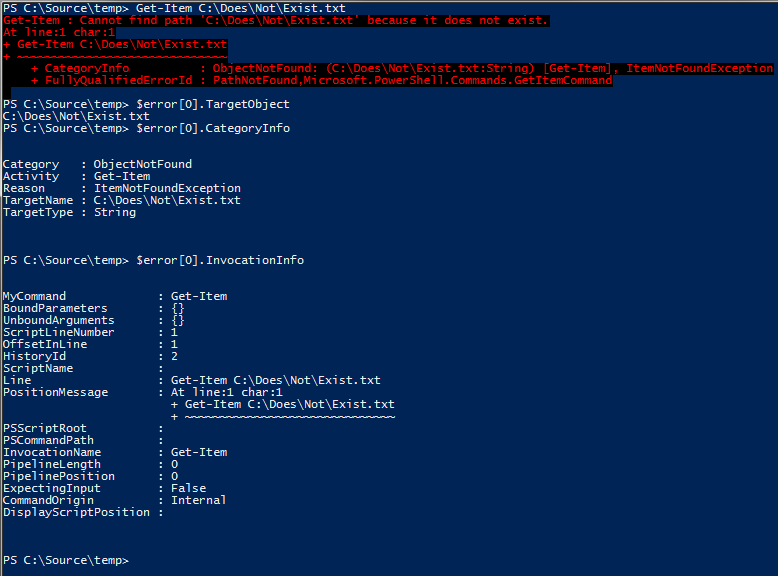 PS C:\Source\temp> Get-Item C:\Does\Not\Exist.txt
Get-Item : Cannot find path 'C:\Does\Not\Exist.txt' because it does not exist.
At line:1 char:1
+ Get-Item C:\Does\Not\Exist.txt
+ ~~~~~~~~~~~~~~~~~~~~~~~~~~~~~~
    + CategoryInfo          : ObjectNotFound: (C:\Does\Not\Exist.txt:String) [Get-Item], ItemNotFoundException
    + FullyQualifiedErrorId : PathNotFound,Microsoft.PowerShell.Commands.GetItemCommand
PS C:\Source\temp> $error[0].TargetObject
C:\Does\Not\Exist.txt
PS C:\Source\temp> $error[0].CategoryInfo
Category   : ObjectNotFound
Activity   : Get-Item
Reason     : ItemNotFoundException
TargetName : C:\Does\Not\Exist.txt
TargetType : String
PS C:\Source\temp> $error[0].InvocationInfo
MyCommand             : Get-Item
BoundParameters       : {}
UnboundArguments      : {}
ScriptLineNumber      : 1
OffsetInLine          : 1
HistoryId             : 2
ScriptName            :
Line                  : Get-Item C:\Does\Not\Exist.txt
PositionMessage       : At line:1 char:1
                        + Get-Item C:\Does\Not\Exist.txt
                        + ~~~~~~~~~~~~~~~~~~~~~~~~~~~~~~
PSScriptRoot          :
PSCommandPath         :
InvocationName        : Get-Item
PipelineLength        : 0
PipelinePosition      : 0
ExpectingInput        : False
CommandOrigin         : Internal
DisplayScriptPosition :
PS C:\Source\temp>